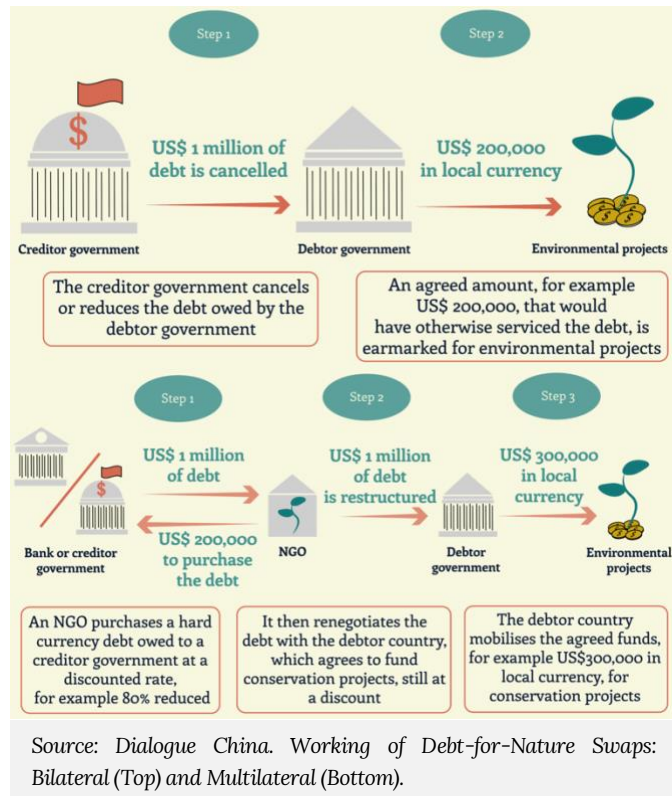 Step 1
Step 2
$
US$ 1 million of
debt is cancelled
US$ 200,000
in local currency
Creditor government
Debtor government
Environmental projects
The creditor government cancels
or reduces the debt owed by the
debtor government
An agreed amount, for example
US$ 200,000, that would
have otherwise serviced the debt, is
earmarked for environmental projects
Step 1
Step 2
Step 3
US$ 1 million
of debt
US$ 1 million
of debt
is restructured
US$ 300,000
in local
currency
$
US$ 200,000
to purchase
the debt
Bank or creditor
government
NGO
Debtor
government
Environmental
projects
An NGO purchases a hard
currency debt owed to a
creditor government at a
discounted rate,
for example 80% reduced
It then renegotiates the
debt with the debtor country,
which agrees to fund
conservation projects, still at
a discount
The debtor country
mobilises the agreed funds,
for example US$300,000 in
local currency, for
conservation projects
Source: Dialogue China. Working of Debt-for-Nature Swaps:
Bilateral (Top) and Multilateral (Bottom).